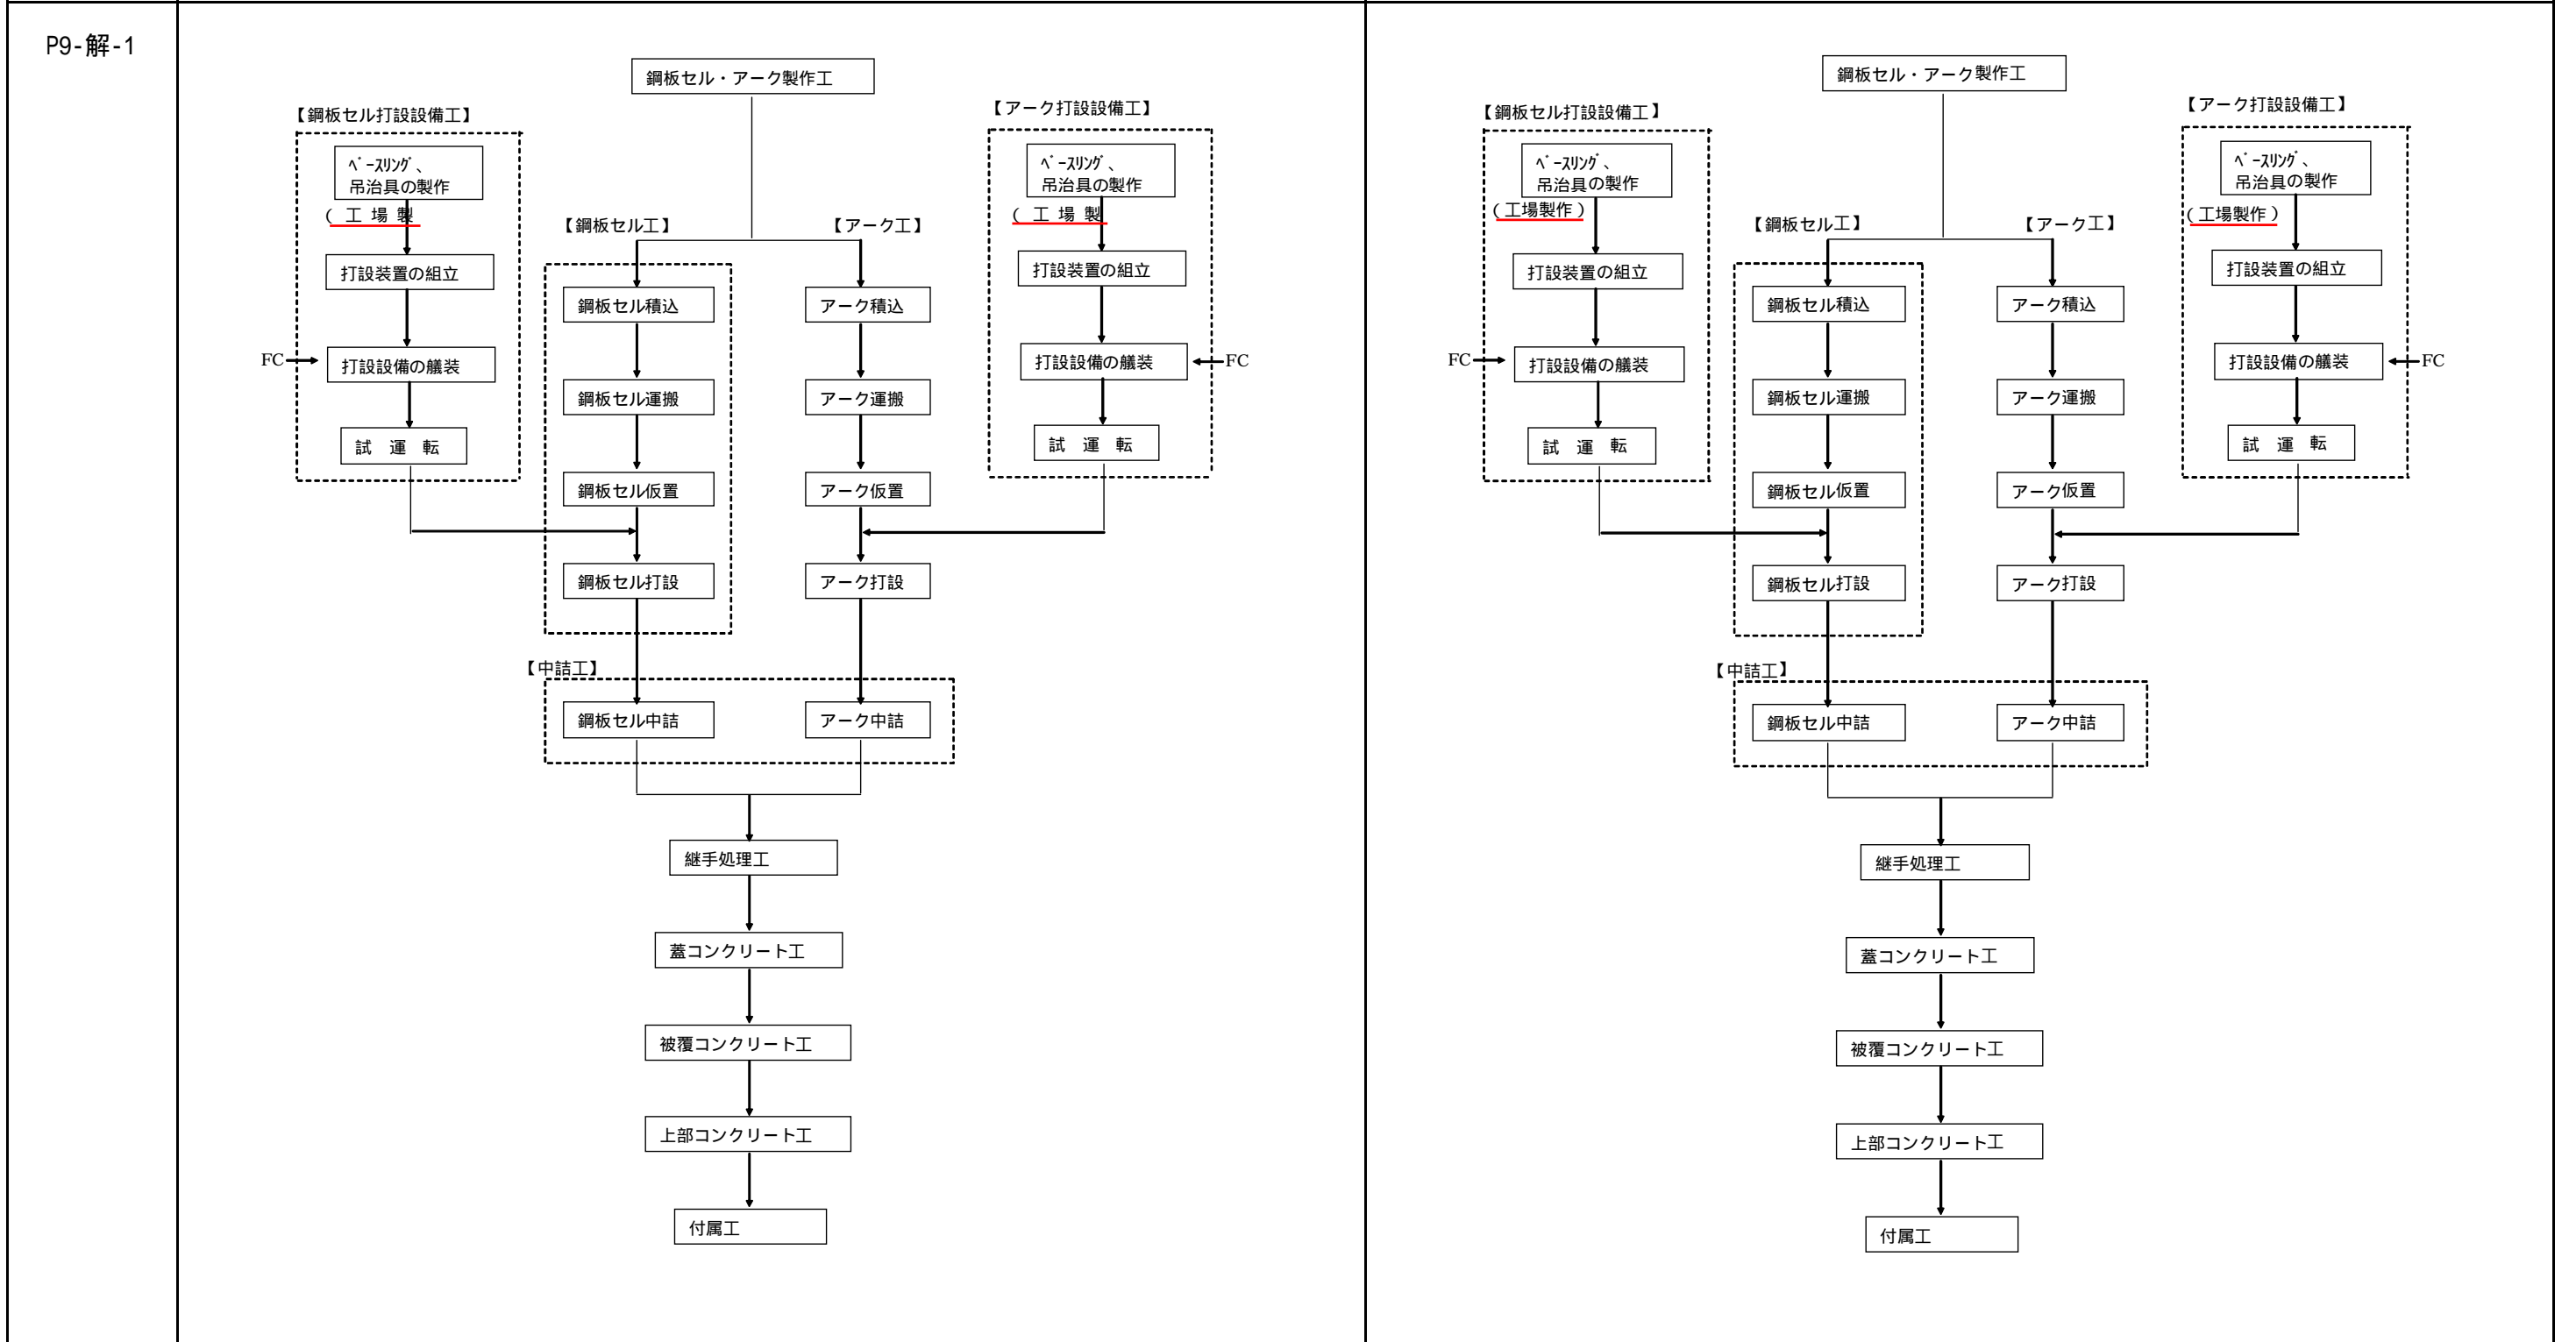 P9-解-1
鋼板セル・アーク製作工
【鋼板セル打設設備工】
【アーク打設設備工】
ﾍﾞｰｽﾘﾝｸﾞ、
吊治具の製作
(工場製
ﾍﾞｰｽﾘﾝｸﾞ、
吊治具の製作
(工場製
【鋼板セル工】
【アーク工】
打設装置の組立
打設装置の組立
鋼板セル積込
アーク積込
FC
打設設備の艤装
打設設備の艤装
FC
鋼板セル運搬
アーク運搬
試 運 転
試 運 転
鋼板セル仮置
アーク仮置
鋼板セル打設
アーク打設
【中詰工】
鋼板セル中詰
アーク中詰
継手処理工
蓋コンクリート工
被覆コンクリート工
上部コンクリート工
付属工
鋼板セル・アーク製作工
【鋼板セル打設設備工】
【アーク打設設備工】
ﾍﾞｰｽﾘﾝｸﾞ、
吊治具の製作
(工場製作)
ﾍﾞｰｽﾘﾝｸﾞ、
吊治具の製作
(工場製作)
【鋼板セル工】
【アーク工】
打設装置の組立
打設装置の組立
鋼板セル積込
アーク積込
FC
打設設備の艤装
打設設備の艤装
FC
鋼板セル運搬
アーク運搬
試 運 転
試 運 転
鋼板セル仮置
アーク仮置
鋼板セル打設
アーク打設
【中詰工】
鋼板セル中詰
アーク中詰
継手処理工
蓋コンクリート工
被覆コンクリート工
上部コンクリート工
付属工